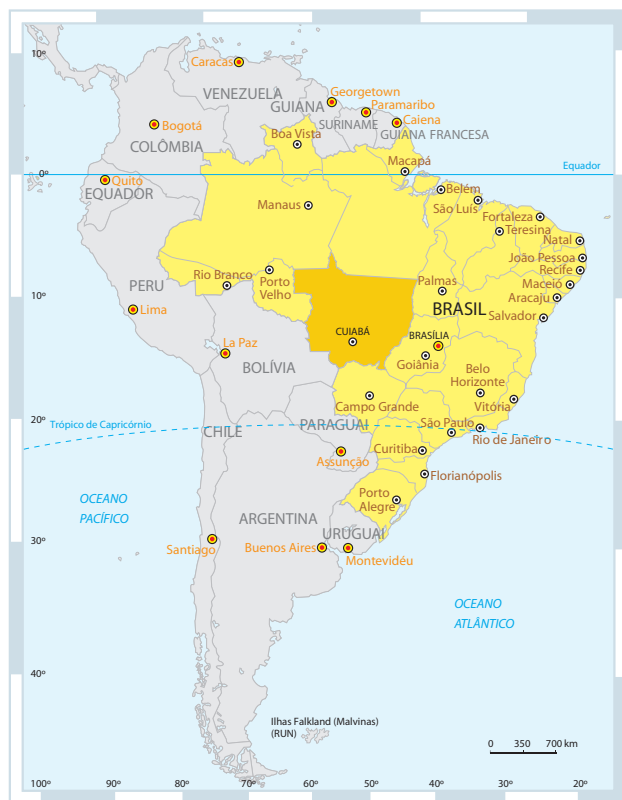 10º
Caracas
VENEZUELA
Georgetown
GUIANA
Paramaribo
SURINAME
Caiena
GUIANA FRANCESA
Bogotá
COLÔMBIA
Boa Vista
Macapá
Equador
0º
Quito
EQUADOR
Belém
São Luís
Manaus
Fortaleza
Teresina
Natal
João Pessoa
Recife
Maceió
Aracaju
Salvador
PERU
Rio Branco
Porto
Velho
Palmas
BRASIL
10º
Lima
CUIABÁ
BRASÍLIA
La Paz
Goiânia
BOLÍVIA
Belo
Horizonte
Campo Grande
Vitória
20º
Trópico de Capricórnio
CHILE
PARAGUAI
São Paulo
Rio de Janeiro
Assunção
Curitiba
Florianópolis
OCEANO
PACÍFICO
Porto
Alegre
ARGENTINA
URUGUAI
30º
Santiago
Buenos Aires
Montevidéu
OCEANO
ATLÂNTICO
40º
Ilhas Falkland (Malvinas)
(RUN)
0 350 700 km
100º 90º 80º 70º 60º 50º 40º 30º 20º